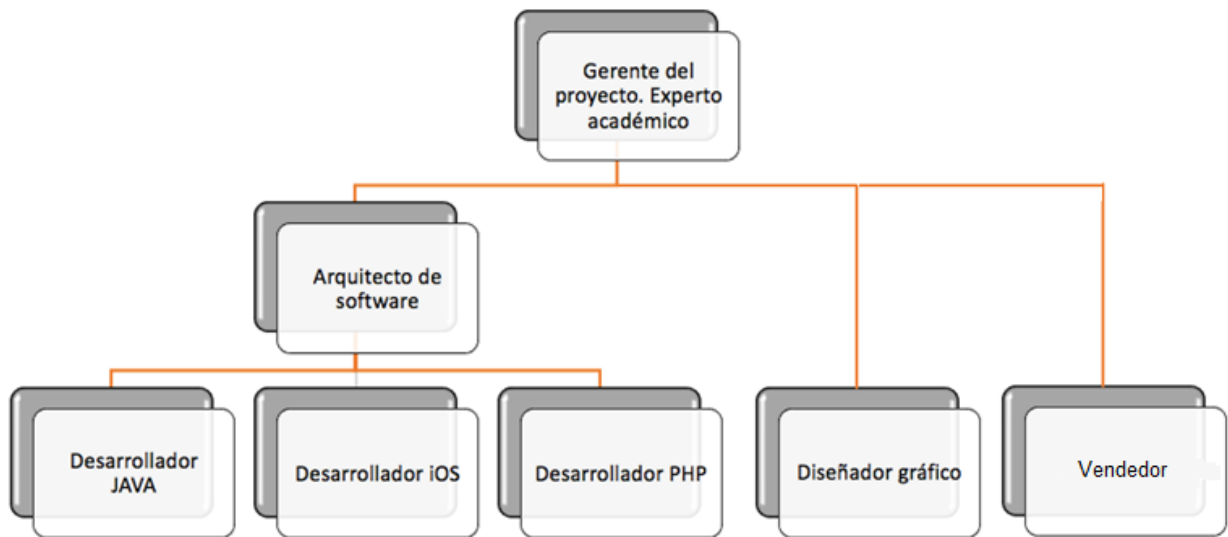 Gerente del
proyecto. Experto
académico
Arquitecto de
software
Desarrollador
JAVA
Desarrollador iOS
Desarrollador PHP
Diseñador gráfico
Vendedor